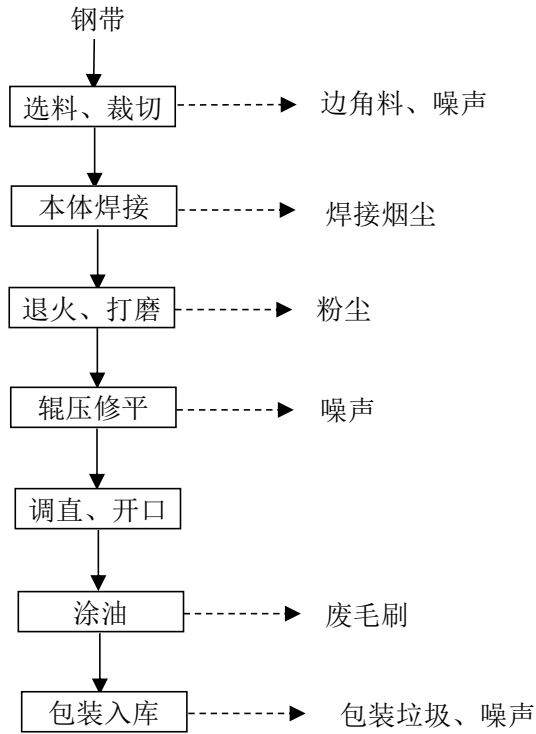 钢带
选料、裁切
边角料、噪声
本体焊接
焊接烟尘
退火、打磨
粉尘
辊压修平
噪声
调直、开口
涂油
废毛刷
包装入库
包装垃圾、噪声